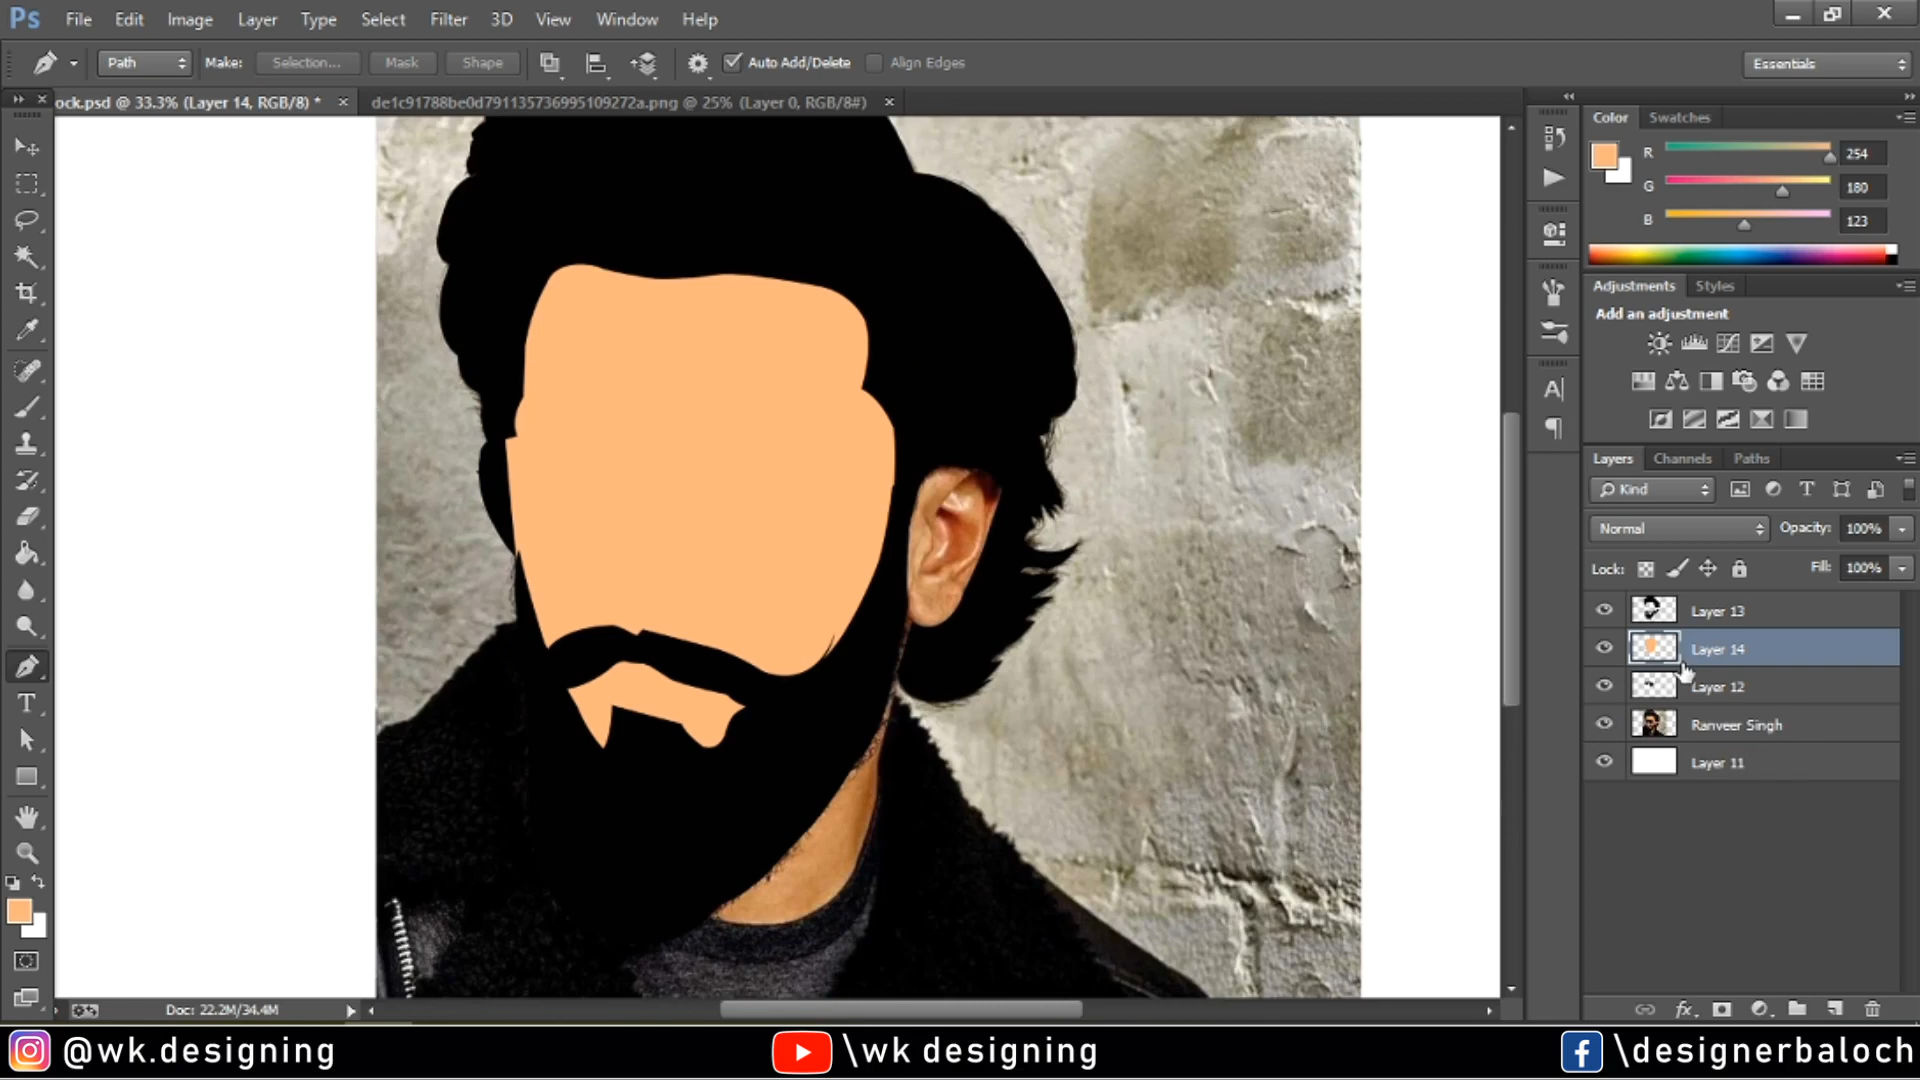 Ps File Edit Image Layer Type Select Filter 3D View Window Help
Path Make: Selection... Mask Shape Auto Add/Delete Align Edges Essentials
ock.psd @ 33.3% (Layer 14, RGB/8) * de1c91788be0d791135736995109272a.png @ 25% (Layer 0, RGB/8#)
Color Swatches
R 254
G 180
B 123
Adjustments Styles
Add an adjustment
Layers Channels Paths
Kind
Normal Opacity: 100%
Lock: Fill: 100%
Layer 13
Layer 14
Layer 12
Ranveer Singh
Layer 11
Doc: 22.2M/34.4M
@wk.designing \wk designing \designerbaloch